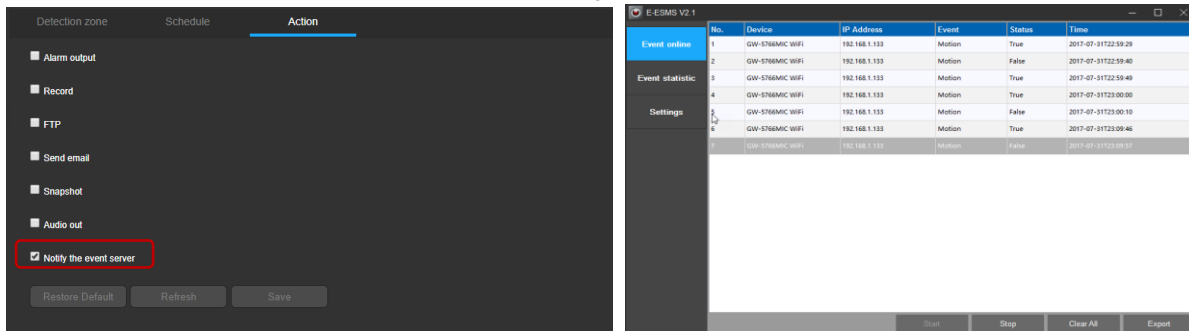 Detection zone Schedule Action
Alarm output
Record
FTP
Send email
Snapshot
Audio out
Notify the event server
Restore Default Refresh Save
E-ESMS V2.1
Event online
Event statistic
Settings
No. Device IP Address Event Status Time
1 GW-5766MIC WiFi 192.168.1.133 Motion True 2017-07-31T22:59:29
2 GW-5766MIC WiFi 192.168.1.133 Motion False 2017-07-31T22:59:40
3 GW-5766MIC WiFi 192.168.1.133 Motion True 2017-07-31T22:59:49
4 GW-5766MIC WiFi 192.168.1.133 Motion True 2017-07-31T23:00:00
5 GW-5766MIC WiFi 192.168.1.133 Motion False 2017-07-31T23:00:10
6 GW-5766MIC WiFi 192.168.1.133 Motion True 2017-07-31T23:09:46
7 GW-5766MIC WiFi 192.168.1.133 Motion False 2017-07-31T23:09:57
Start Stop Clear All Export